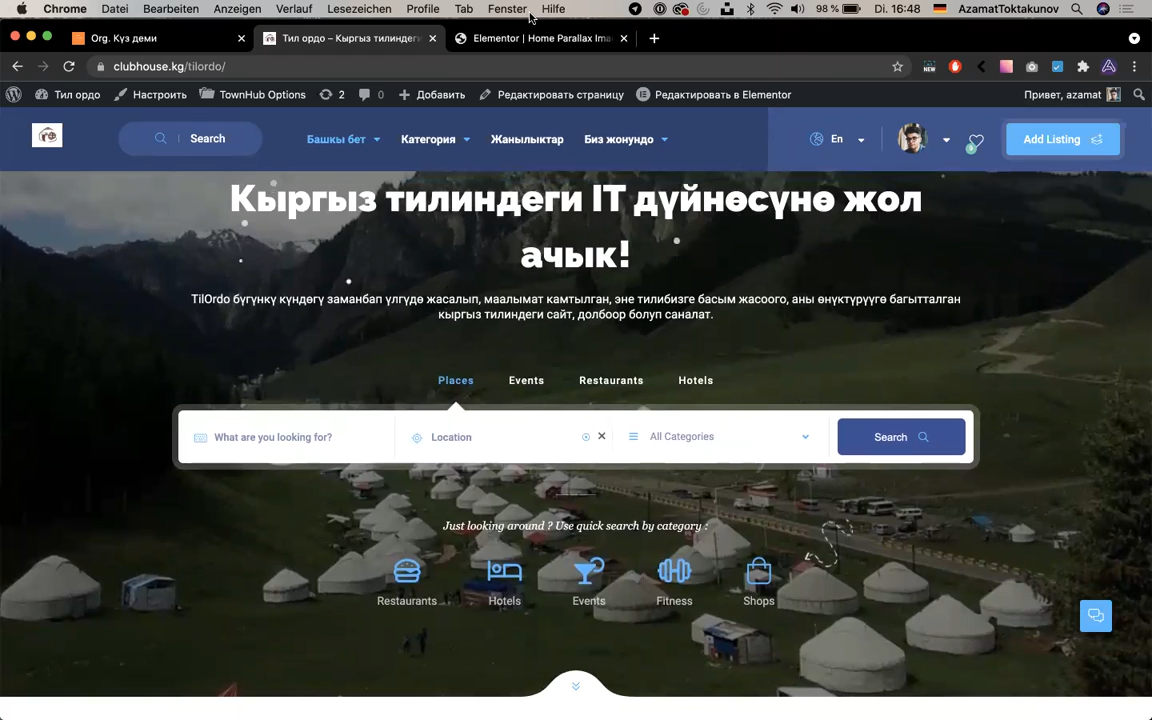 Chrome Datei Bearbeiten Anzeigen Verlauf Lesezeichen Profile Tab Fenster Hilfe 98 % Di. 16:48 AzamatToktakunov
Org. Күз деми Тил ордо – Кыргыз тилиндеги Elementor | Home Parallax Ima
clubhouse.kg/tilordo/ NEW
Тил ордо Настроить TownHub Options 2 0 Добавить Редактировать страницу Редактировать в Elementor Привет, azamat
Search Башкы бет Категория Жанылыктар Биз жонундо En 0 Add Listing
Кыргыз тилиндеги IT дүйнөсүнө жол
ачык!
TilOrdo бүгүнкү күндөгү заманбап үлгүдө жасалып, маалымат камтылган, эне тилибизге басым жасоого, аны өнүктүрүүгө багытталган
кыргыз тилиндеги сайт, долбоор болуп саналат.
Places Events Restaurants Hotels
What are you looking for? Location All Categories Search
Just looking around ? Use quick search by category :
Restaurants Hotels Events Fitness Shops